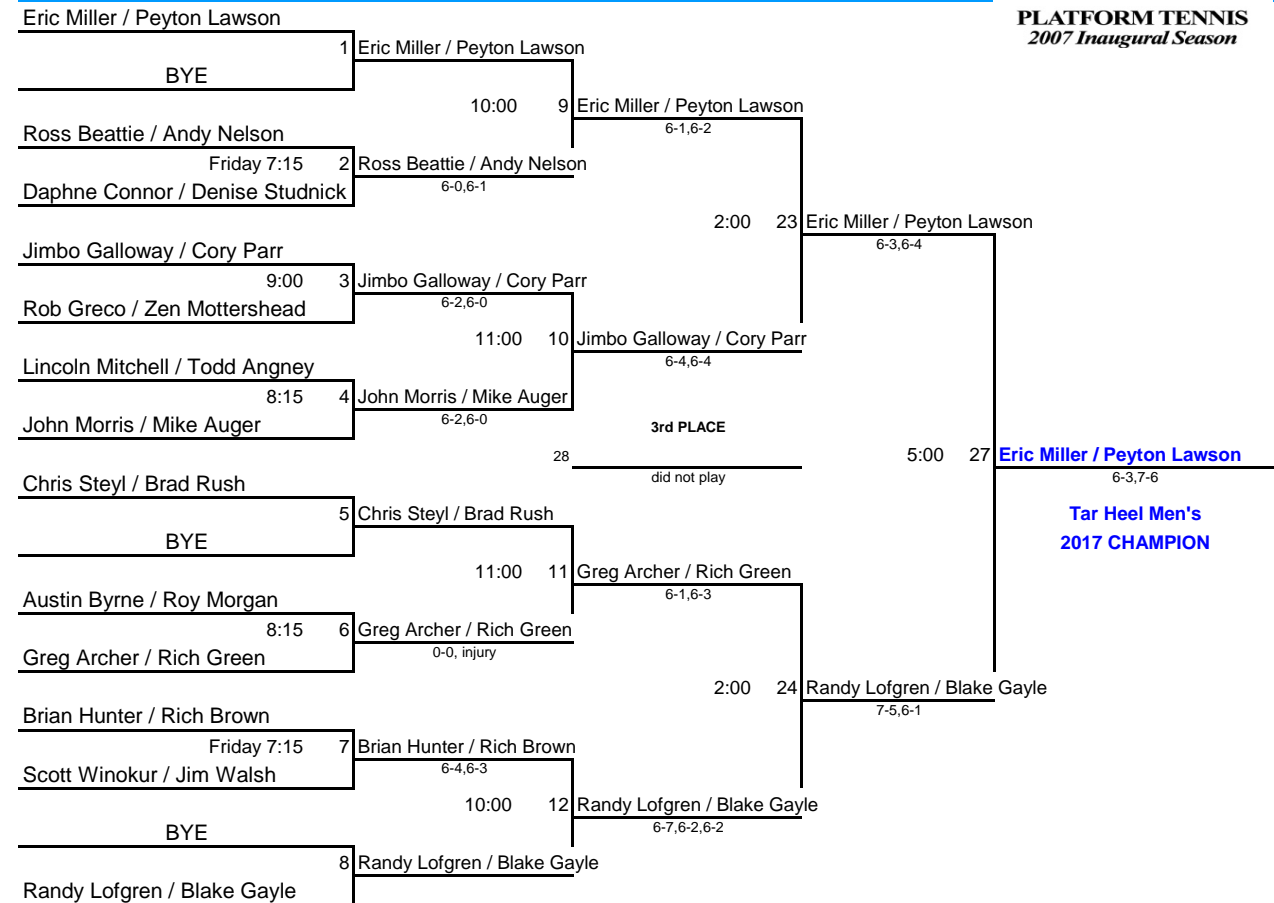 Eric Miller / Peyton Lawson
PLATFORM TENNIS
2007 Inaugural Season
1 Eric Miller / Peyton Lawson
BYE
10:00 9 Eric Miller / Peyton Lawson
6-1,6-2
Ross Beattie / Andy Nelson
Friday 7:15 2 Ross Beattie / Andy Nelson
6-0,6-1
Daphne Connor / Denise Studnick
2:00 23 Eric Miller / Peyton Lawson
6-3,6-4
Jimbo Galloway / Cory Parr
9:00 3 Jimbo Galloway / Cory Parr
6-2,6-0
Rob Greco / Zen Mottershead
11:00 10 Jimbo Galloway / Cory Parr
6-4,6-4
Lincoln Mitchell / Todd Angney
8:15 4 John Morris / Mike Auger
6-2,6-0
John Morris / Mike Auger
3rd PLACE
28
did not play
5:00 27 Eric Miller / Peyton Lawson
6-3,7-6
Tar Heel Men's
2017 CHAMPION
Chris Steyl / Brad Rush
5 Chris Steyl / Brad Rush
BYE
11:00 11 Greg Archer / Rich Green
6-1,6-3
Austin Byrne / Roy Morgan
8:15 6 Greg Archer / Rich Green
0-0, injury
Greg Archer / Rich Green
2:00 24 Randy Lofgren / Blake Gayle
7-5,6-1
Brian Hunter / Rich Brown
Friday 7:15 7 Brian Hunter / Rich Brown
6-4,6-3
Scott Winokur / Jim Walsh
10:00 12 Randy Lofgren / Blake Gayle
6-7,6-2,6-2
BYE
8 Randy Lofgren / Blake Gayle
Randy Lofgren / Blake Gayle